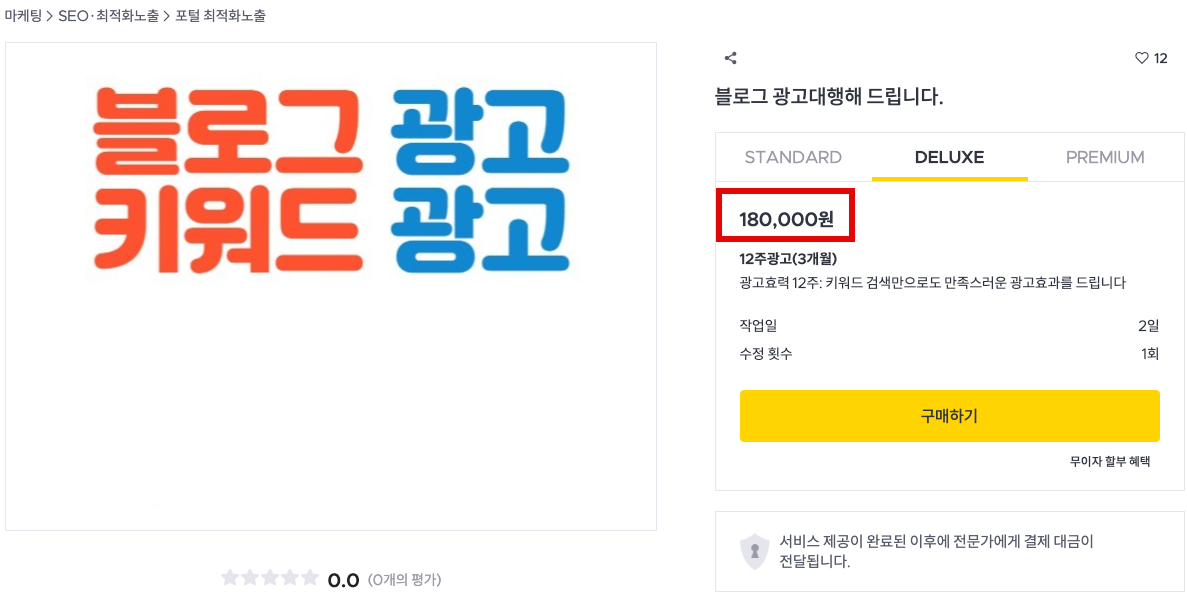 마케팅 > SEO·최적화노출 > 포털 최적화노출
블로그 광고
키워드 광고
0.0 (0개의 평가)
12
블로그 광고대행해 드립니다.
STANDARD DELUXE PREMIUM
180,000원
12주광고(3개월)
광고효력 12주: 키워드 검색만으로도 만족스러운 광고효과를 드립니다
작업일 2일
수정 횟수 1회
구매하기
무이자 할부 혜택
서비스 제공이 완료된 이후에 전문가에게 결제 대금이
전달됩니다.